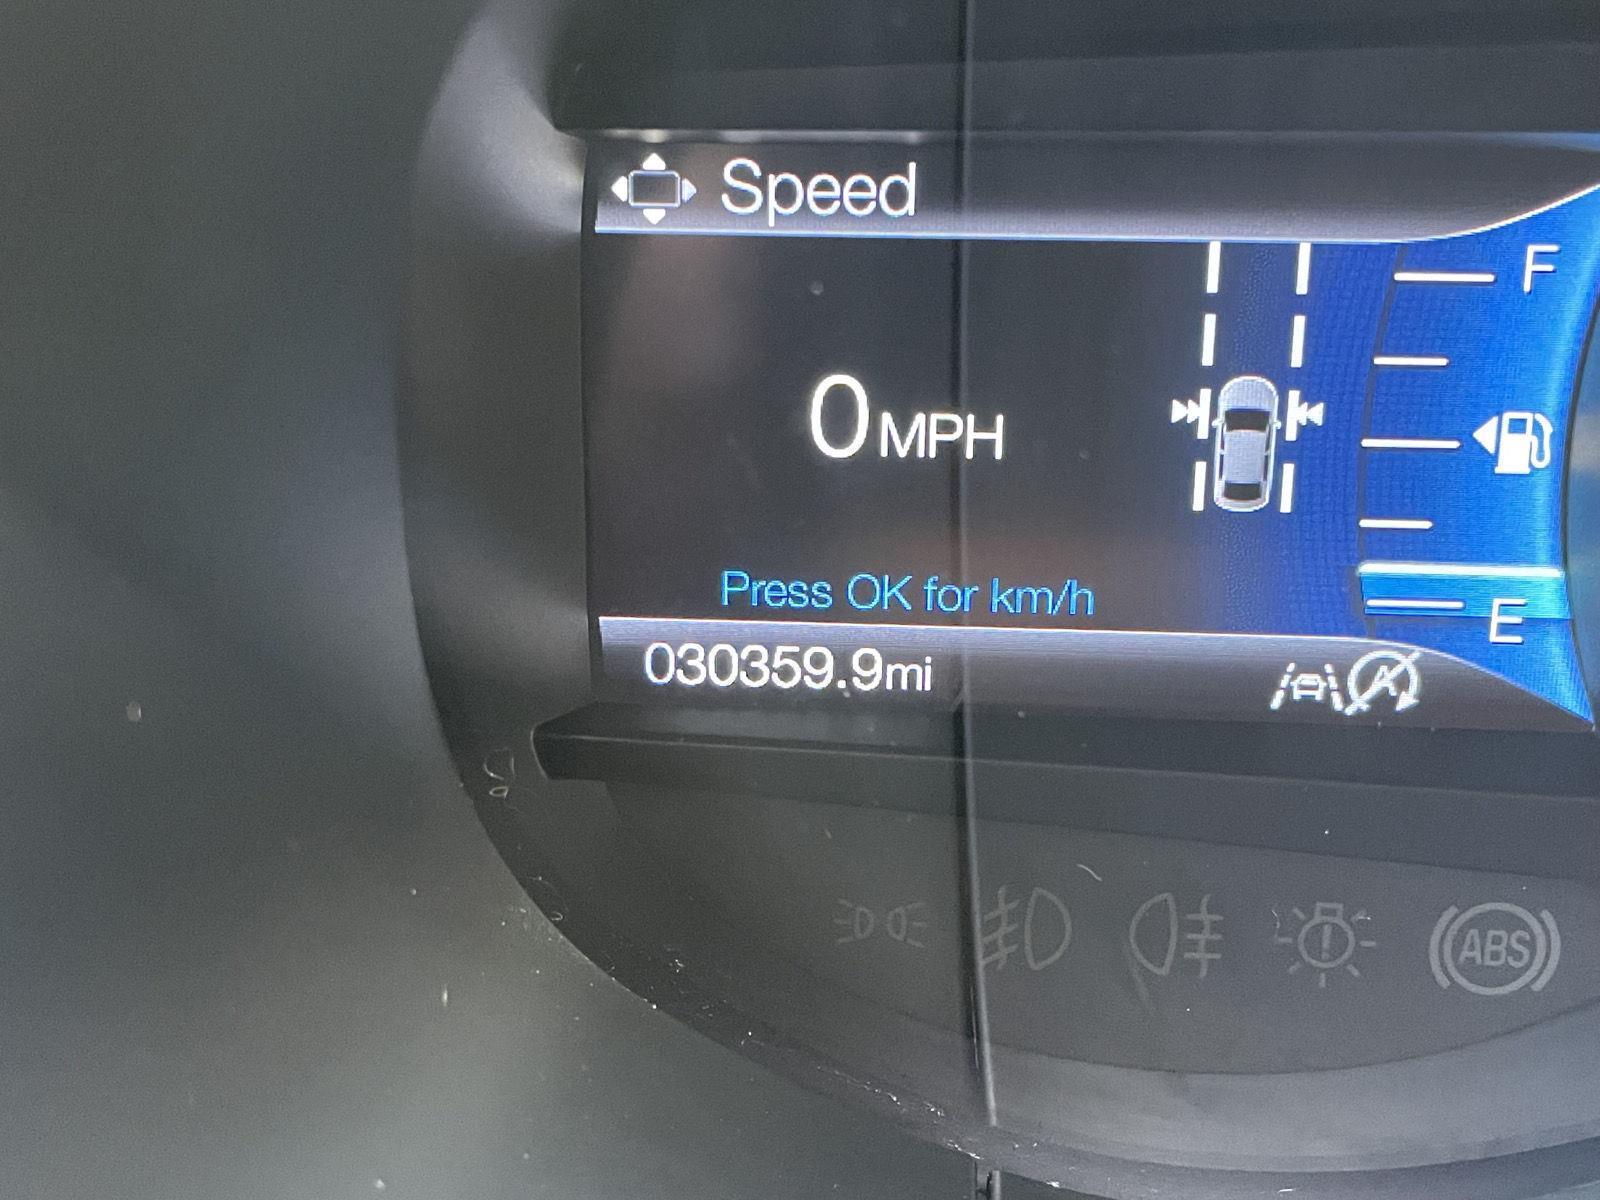 Speed
F
0 MPH
Press OK for km/h
E
030359.9mi
A
ABS